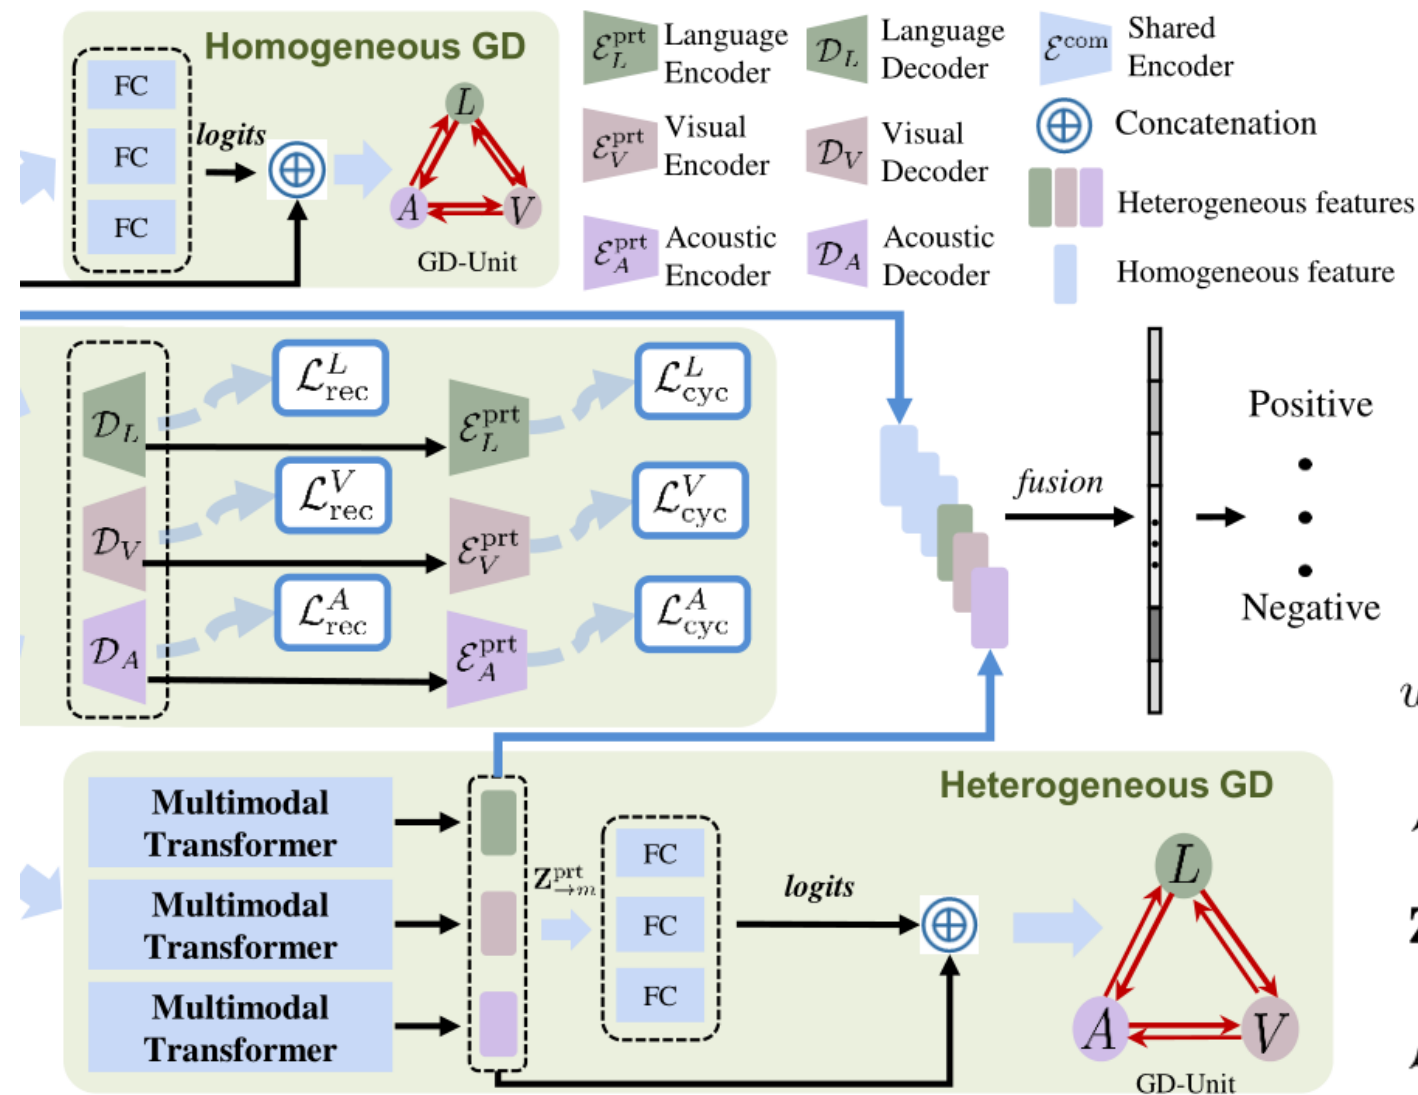 Homogeneous GD
FC
FC
FC
logits
L
A
V
GD-Unit
ℰ_L^prt Language Encoder
𝒟_L Language Decoder
ℰ^com Shared Encoder
ℰ_V^prt Visual Encoder
𝒟_V Visual Decoder
Concatenation
ℰ_A^prt Acoustic Encoder
𝒟_A Acoustic Decoder
Heterogeneous features
Homogeneous feature
𝒟_L
ℒ_rec^L
ℰ_L^prt
ℒ_cyc^L
𝒟_V
ℒ_rec^V
ℰ_V^prt
ℒ_cyc^V
𝒟_A
ℒ_rec^A
ℰ_A^prt
ℒ_cyc^A
fusion
Positive
Negative
Heterogeneous GD
Multimodal
Transformer
Multimodal
Transformer
Multimodal
Transformer
Z_→m^prt
FC
FC
FC
logits
L
A
V
GD-Unit